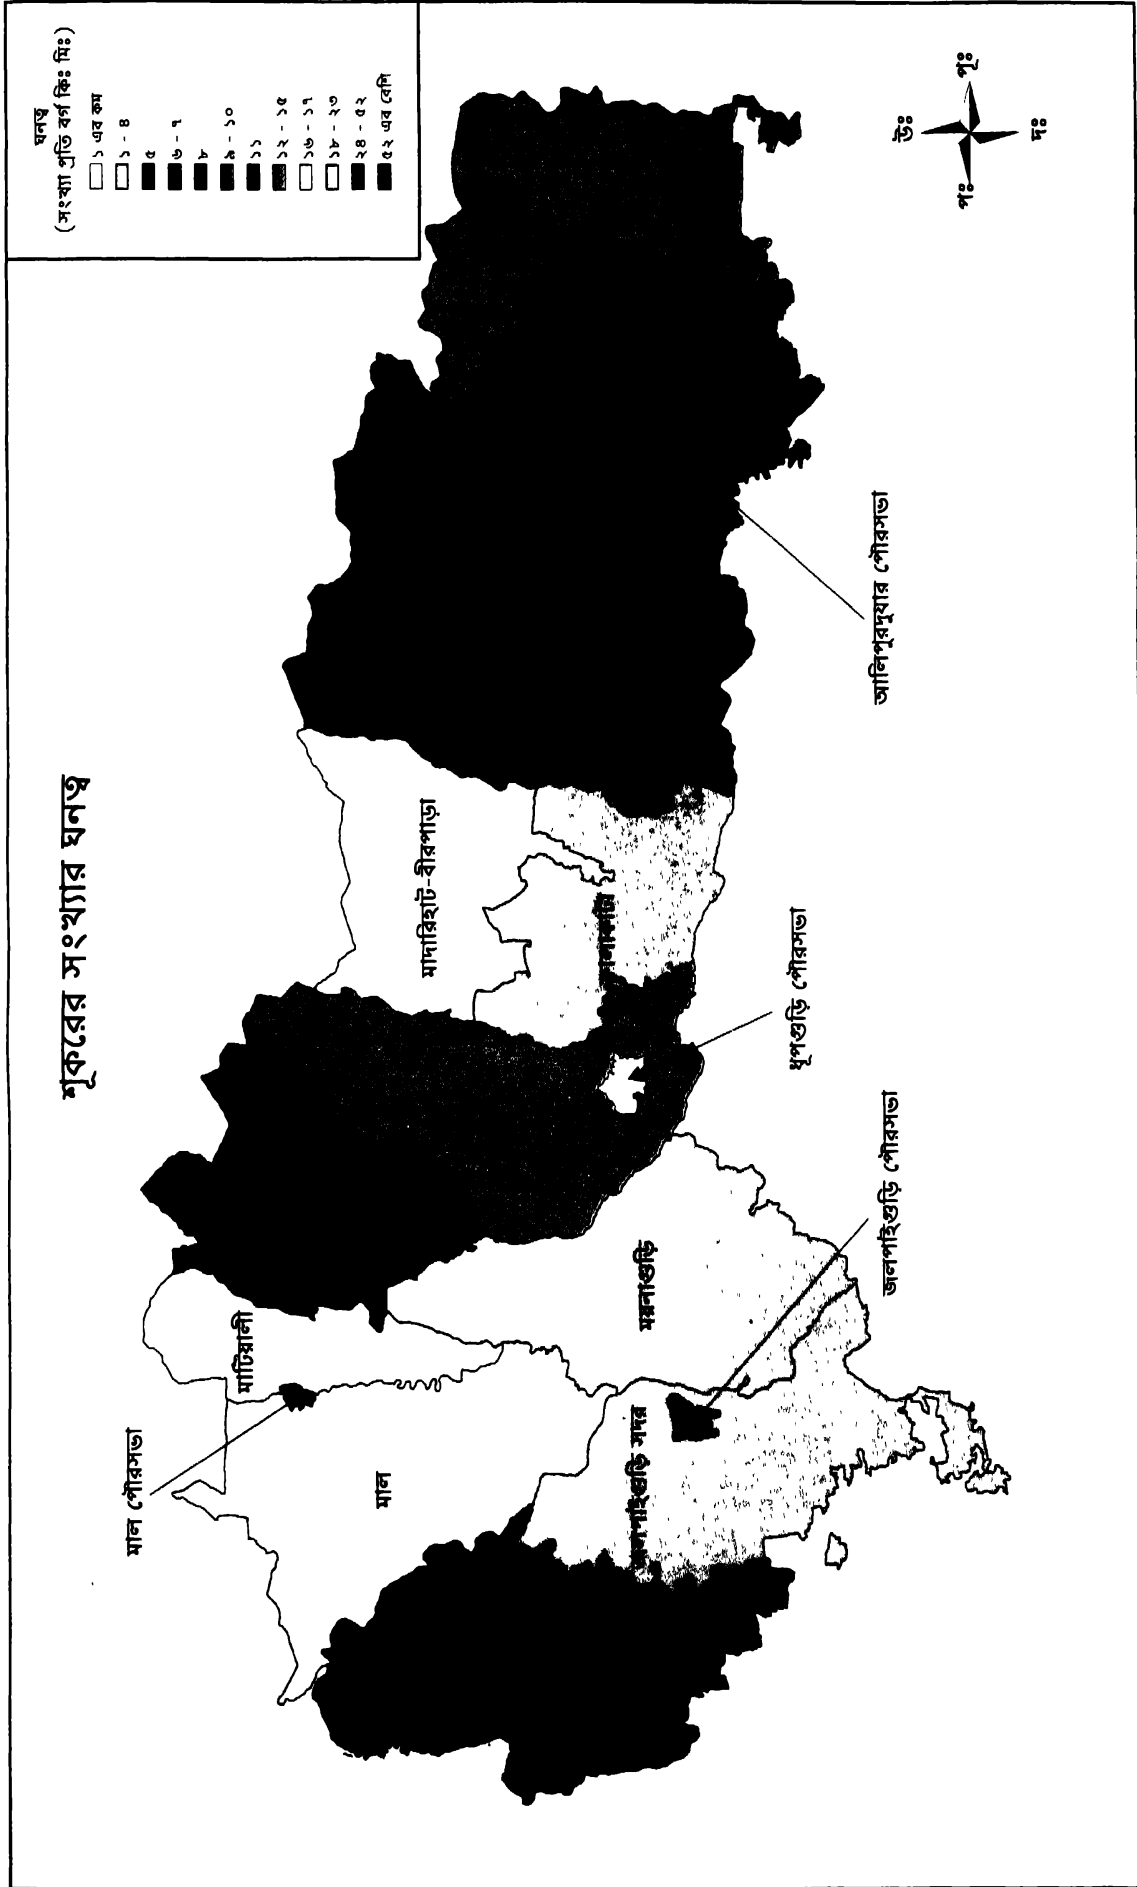 শূকরের সংখ্যার ঘনত্ব
ঘনত্ব
(সংখ্যা প্রতি বর্গ কিঃ মিঃ)
১ এর কম
১ - ৪
৫
৬ - ৭
৮
৯ - ১০
১১
১২ - ১৫
১৬ - ১৭
১৮ - ২৩
২৪ - ৫২
৫২ এর বেশি
মাল পৌরসভা
মাটিয়ালী
মাল
মাদারিহাট-বীরপাড়া
ময়নাগুড়ি
সদর
ধূপগুড়ি পৌরসভা
জলপাইগুড়ি পৌরসভা
আলিপুরদুয়ার পৌরসভা
উঃ
পঃ
পূঃ
দঃ